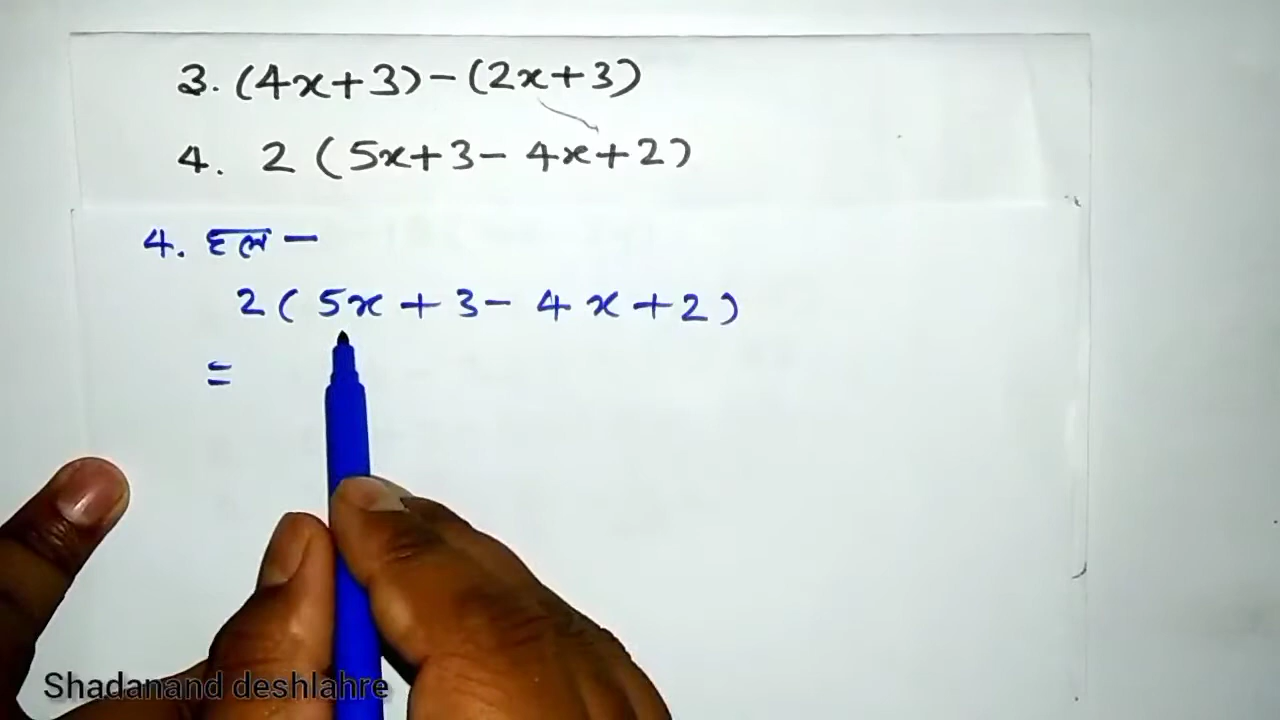 3. (4x+3)-(2x+3)
4. 2 (5x+3- 4x+2)
4. हल -
2( 5x + 3- 4x+2)
=
Shadanand deshlahre